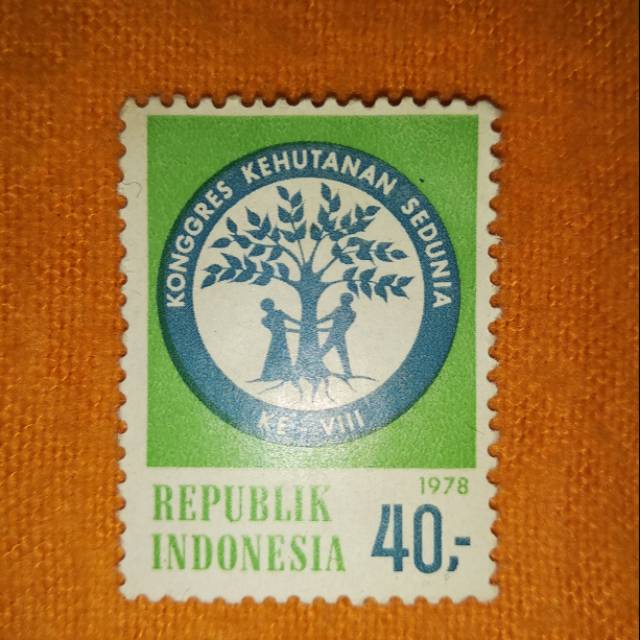 KONGGRES KEHUTANAN SEDUNIA
KE - VIII
1978
REPUBLIK
INDONESIA
40,-